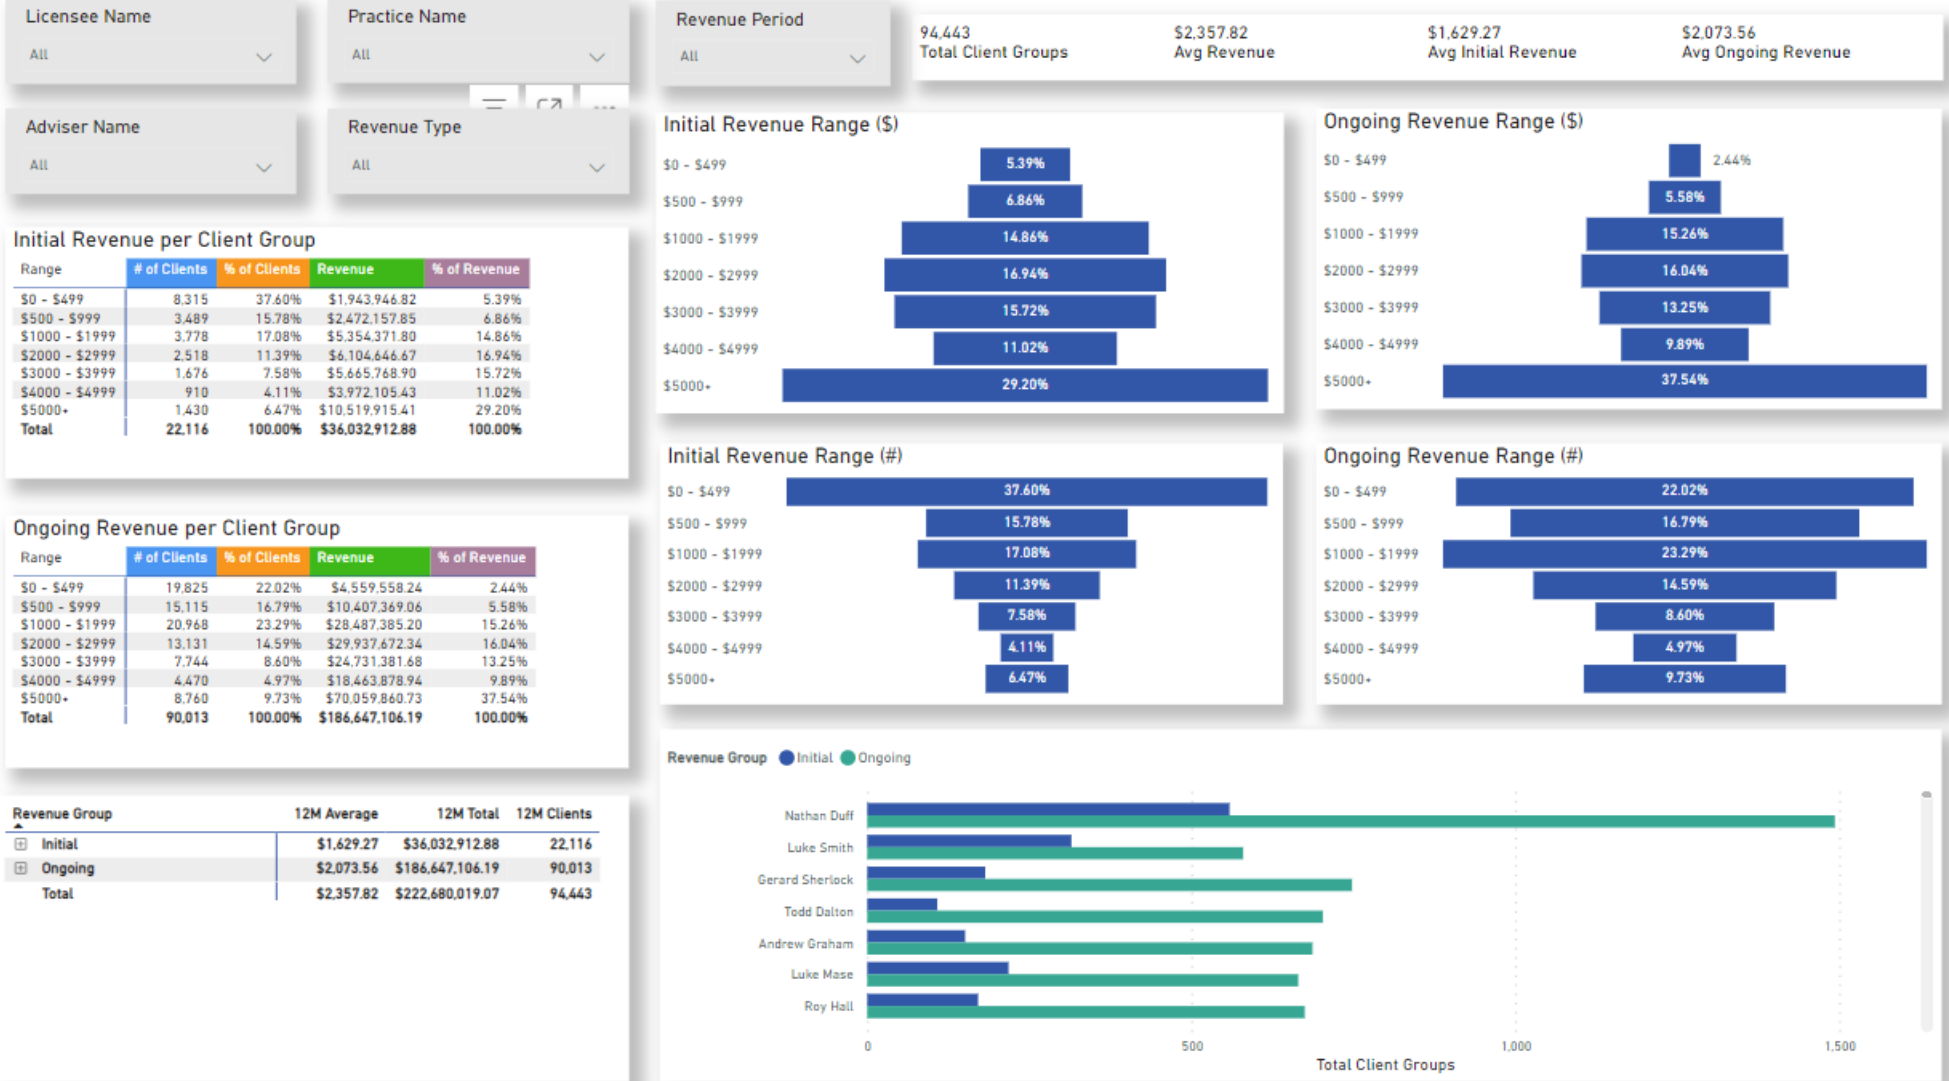 Licensee Name
All
Practice Name
All
Revenue Period
All
94,443
Total Client Groups
$2,357.82
Avg Revenue
$1,629.27
Avg Initial Revenue
$2,073.56
Avg Ongoing Revenue
Adviser Name
All
Revenue Type
All
Initial Revenue per Client Group
Range # of Clients % of Clients Revenue % of Revenue
$0 - $499 8,315 37.60% $1,943,946.82 5.39%
$500 - $999 3,489 15.78% $2,472,157.85 6.86%
$1000 - $1999 3,778 17.08% $5,354,371.80 14.86%
$2000 - $2999 2,518 11.39% $6,104,646.67 16.94%
$3000 - $3999 1,676 7.58% $5,665,768.90 15.72%
$4000 - $4999 910 4.11% $3,972,105.43 11.02%
$5000+ 1,430 6.47% $10,519,915.41 29.20%
Total 22,116 100.00% $36,032,912.88 100.00%
Ongoing Revenue per Client Group
Range # of Clients % of Clients Revenue % of Revenue
$0 - $499 19,825 22.02% $4,559,558.24 2.44%
$500 - $999 15,115 16.79% $10,407,369.06 5.58%
$1000 - $1999 20,968 23.29% $28,487,385.20 15.26%
$2000 - $2999 13,131 14.59% $29,937,672.34 16.04%
$3000 - $3999 7,744 8.60% $24,731,381.68 13.25%
$4000 - $4999 4,470 4.97% $18,463,878.94 9.89%
$5000+ 8,760 9.73% $70,059,860.73 37.54%
Total 90,013 100.00% $186,647,106.19 100.00%
Revenue Group 12M Average 12M Total 12M Clients
Initial $1,629.27 $36,032,912.88 22,116
Ongoing $2,073.56 $186,647,106.19 90,013
Total $2,357.82 $222,680,019.07 94,443
Initial Revenue Range ($)
$0 - $499 5.39%
$500 - $999 6.86%
$1000 - $1999 14.86%
$2000 - $2999 16.94%
$3000 - $3999 15.72%
$4000 - $4999 11.02%
$5000+ 29.20%
Ongoing Revenue Range ($)
$0 - $499 2.44%
$500 - $999 5.58%
$1000 - $1999 15.26%
$2000 - $2999 16.04%
$3000 - $3999 13.25%
$4000 - $4999 9.89%
$5000+ 37.54%
Initial Revenue Range (#)
$0 - $499 37.60%
$500 - $999 15.78%
$1000 - $1999 17.08%
$2000 - $2999 11.39%
$3000 - $3999 7.58%
$4000 - $4999 4.11%
$5000+ 6.47%
Ongoing Revenue Range (#)
$0 - $499 22.02%
$500 - $999 16.79%
$1000 - $1999 23.29%
$2000 - $2999 14.59%
$3000 - $3999 8.60%
$4000 - $4999 4.97%
$5000+ 9.73%
Revenue Group Initial Ongoing
Nathan Duff
Luke Smith
Gerard Sherlock
Todd Dalton
Andrew Graham
Luke Mase
Roy Hall
0 500 1,000 1,500
Total Client Groups